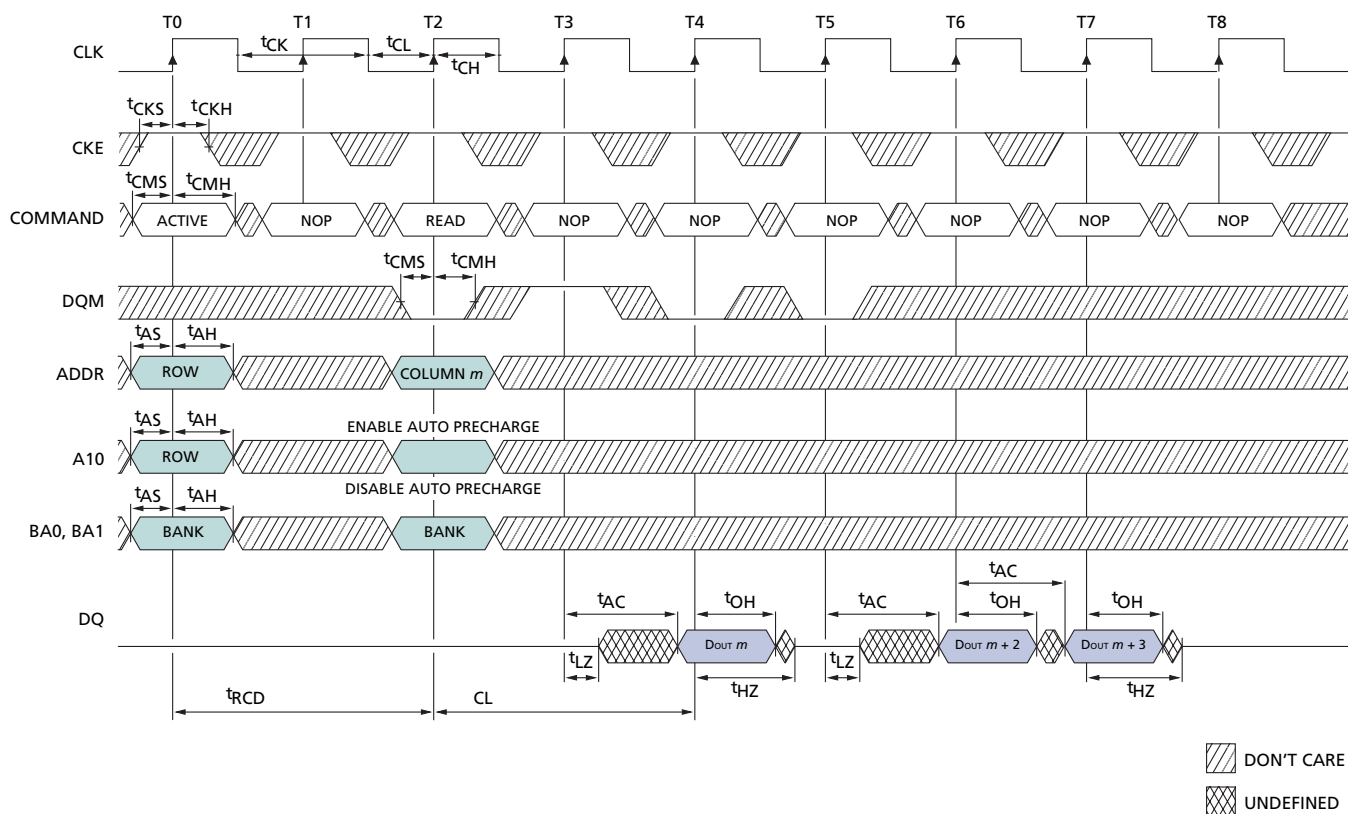 T0 T1 T2 T3 T4 T5 T6 T7 T8
CLK tCK tCL tCH
tCKS tCKH
CKE
tCMS tCMH
COMMAND ACTIVE NOP READ NOP NOP NOP NOP NOP NOP
tCMS tCMH
DQM
tAS tAH
ADDR ROW COLUMN m
tAS tAH ENABLE AUTO PRECHARGE
A10 ROW
DISABLE AUTO PRECHARGE
tAS tAH
BA0, BA1 BANK BANK
tAC
DQ tAC tOH tAC tOH tOH
DOUT m DOUT m + 2 DOUT m + 3
tLZ tHZ tLZ tHZ
tRCD CL
DON'T CARE
UNDEFINED